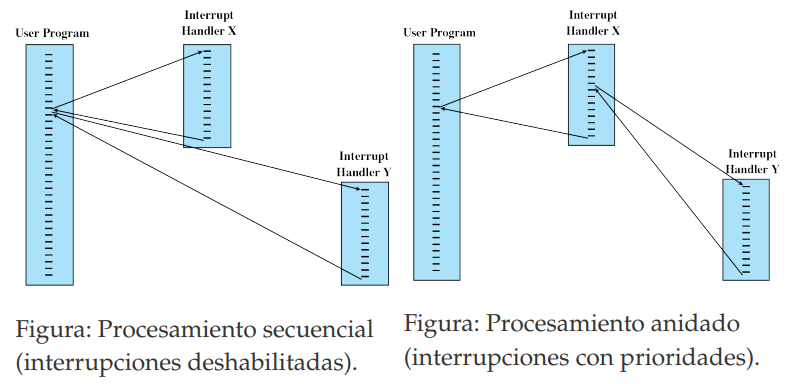 User Program
Interrupt
Handler X
Interrupt
Handler Y
Figura: Procesamiento secuencial
(interrupciones deshabilitadas).
User Program
Interrupt
Handler X
Interrupt
Handler Y
Figura: Procesamiento anidado
(interrupciones con prioridades).